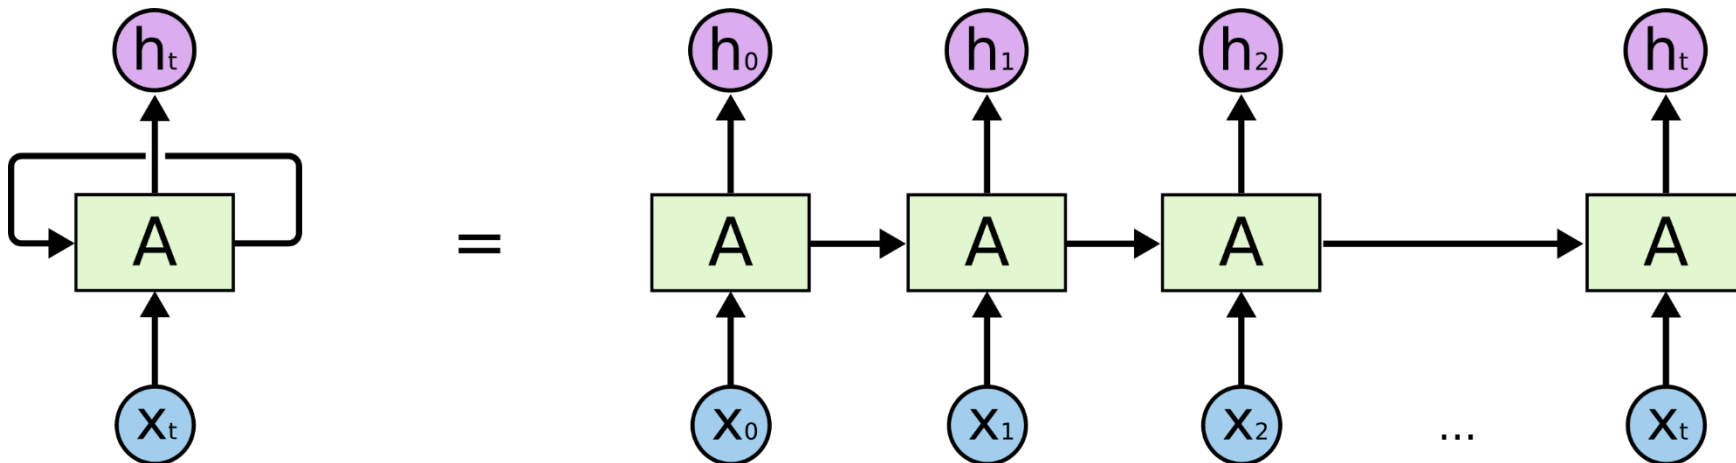 hₜ h₀ h₁ h₂ hₜ
A = A A A A
xₜ x₀ x₁ x₂ ... xₜ